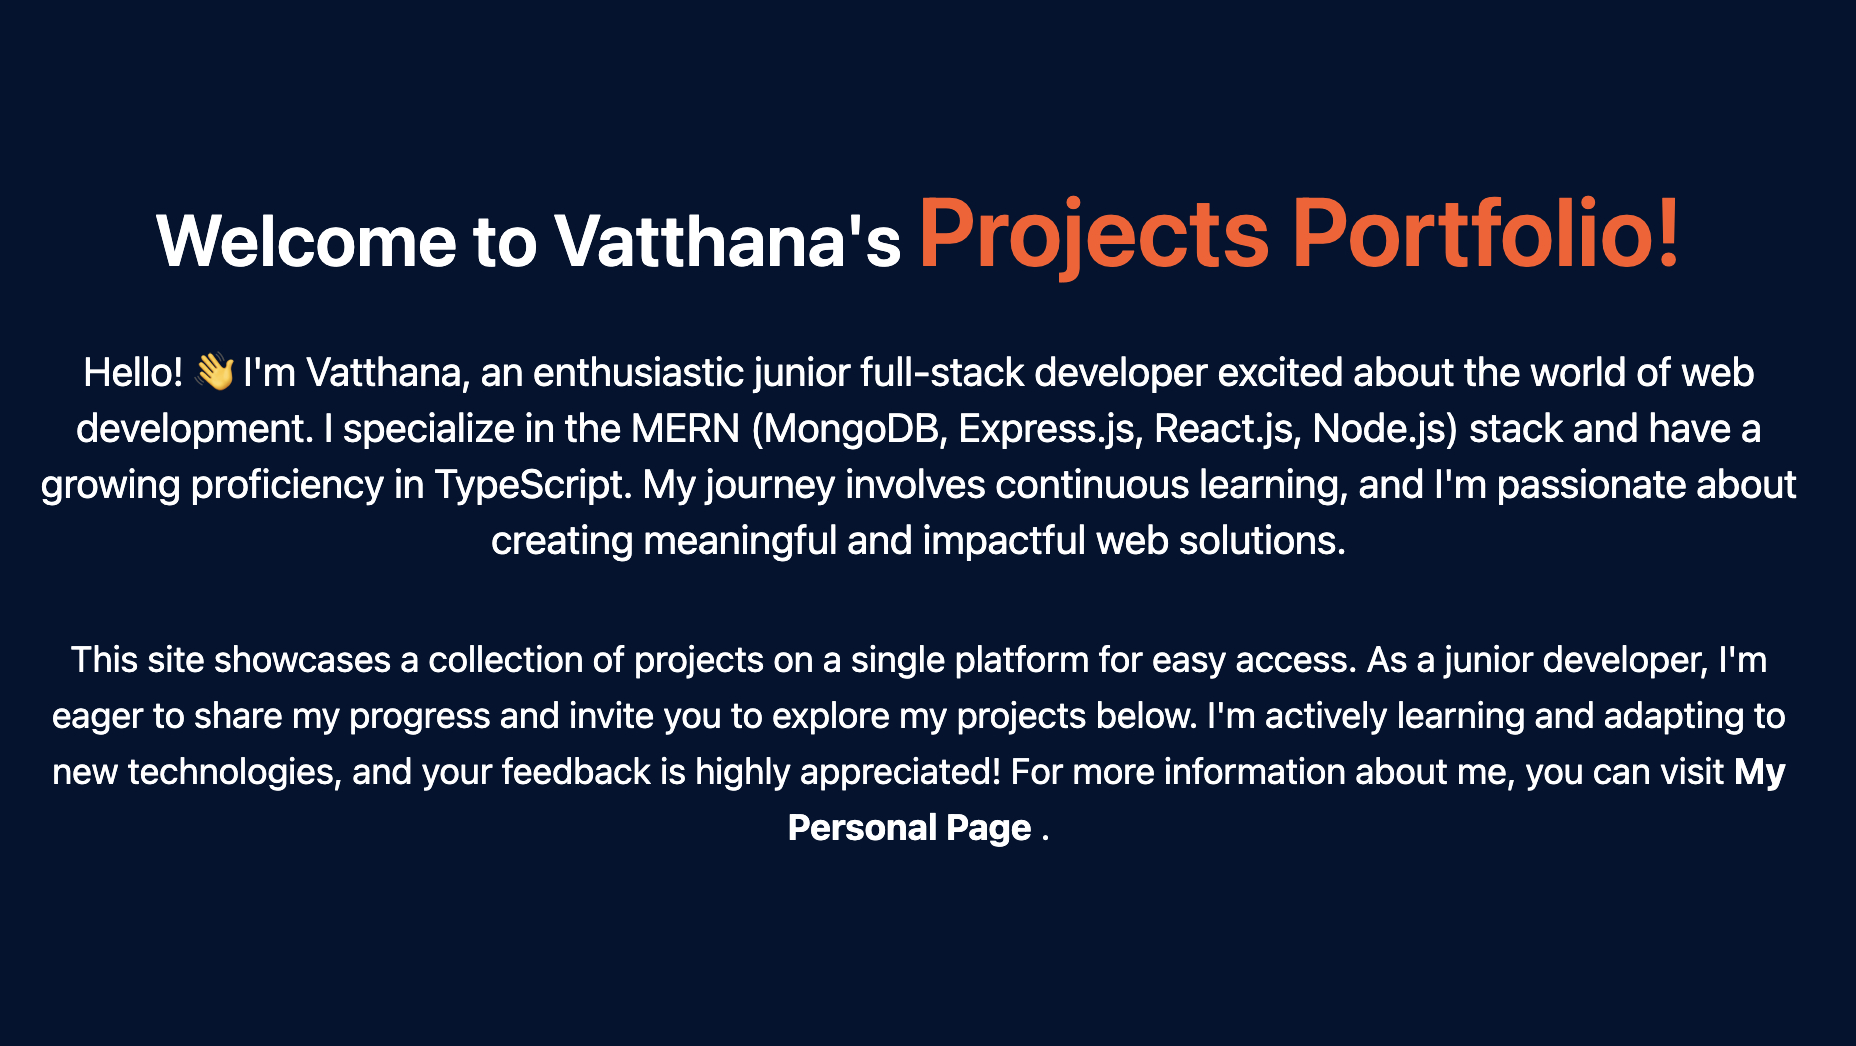 Welcome to Vatthana's Projects Portfolio!
Hello! 👋 I'm Vatthana, an enthusiastic junior full-stack developer excited about the world of web
development. I specialize in the MERN (MongoDB, Express.js, React.js, Node.js) stack and have a
growing proficiency in TypeScript. My journey involves continuous learning, and I'm passionate about
creating meaningful and impactful web solutions.
This site showcases a collection of projects on a single platform for easy access. As a junior developer, I'm
eager to share my progress and invite you to explore my projects below. I'm actively learning and adapting to
new technologies, and your feedback is highly appreciated! For more information about me, you can visit My
Personal Page .